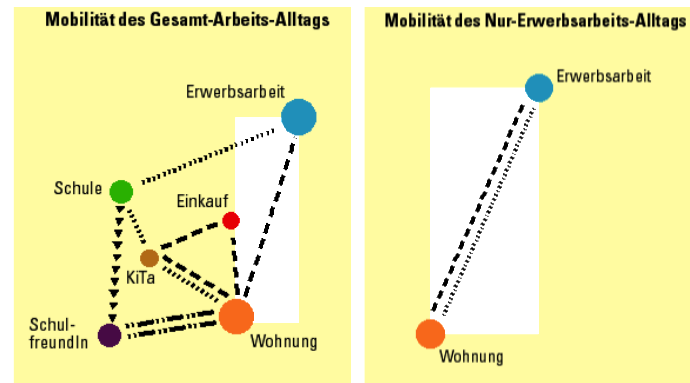 Mobilität des Gesamt-Arbeits-Alltags
Erwerbsarbeit
Schule
Einkauf
KiTa
Schul-
freundIn
Wohnung
Mobilität des Nur-Erwerbsarbeits-Alltags
Erwerbsarbeit
Wohnung